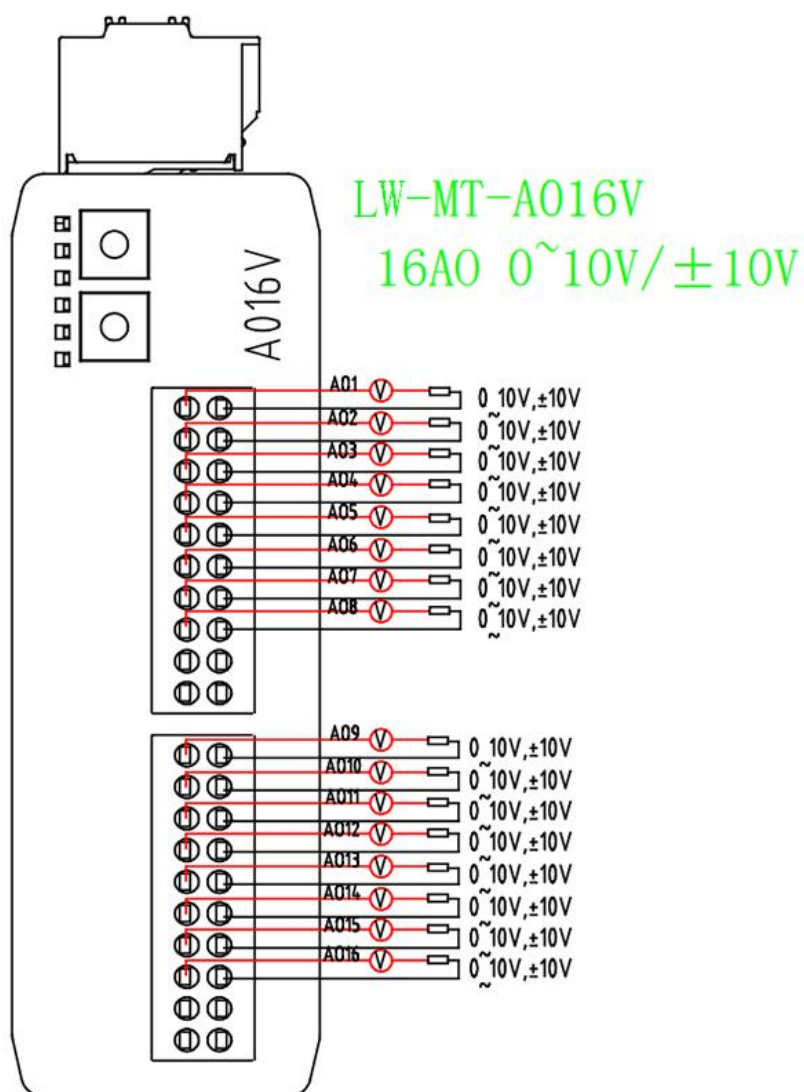 LW-MT-AO16V
16AO 0~10V/±10V
AO16V
AO1 V 0~10V,±10V
AO2 V 0~10V,±10V
AO3 V 0~10V,±10V
AO4 V 0~10V,±10V
AO5 V 0~10V,±10V
AO6 V 0~10V,±10V
AO7 V 0~10V,±10V
AO8 V 0~10V,±10V
AO9 V 0~10V,±10V
AO10 V 0~10V,±10V
AO11 V 0~10V,±10V
AO12 V 0~10V,±10V
AO13 V 0~10V,±10V
AO14 V 0~10V,±10V
AO15 V 0~10V,±10V
AO16 V 0~10V,±10V